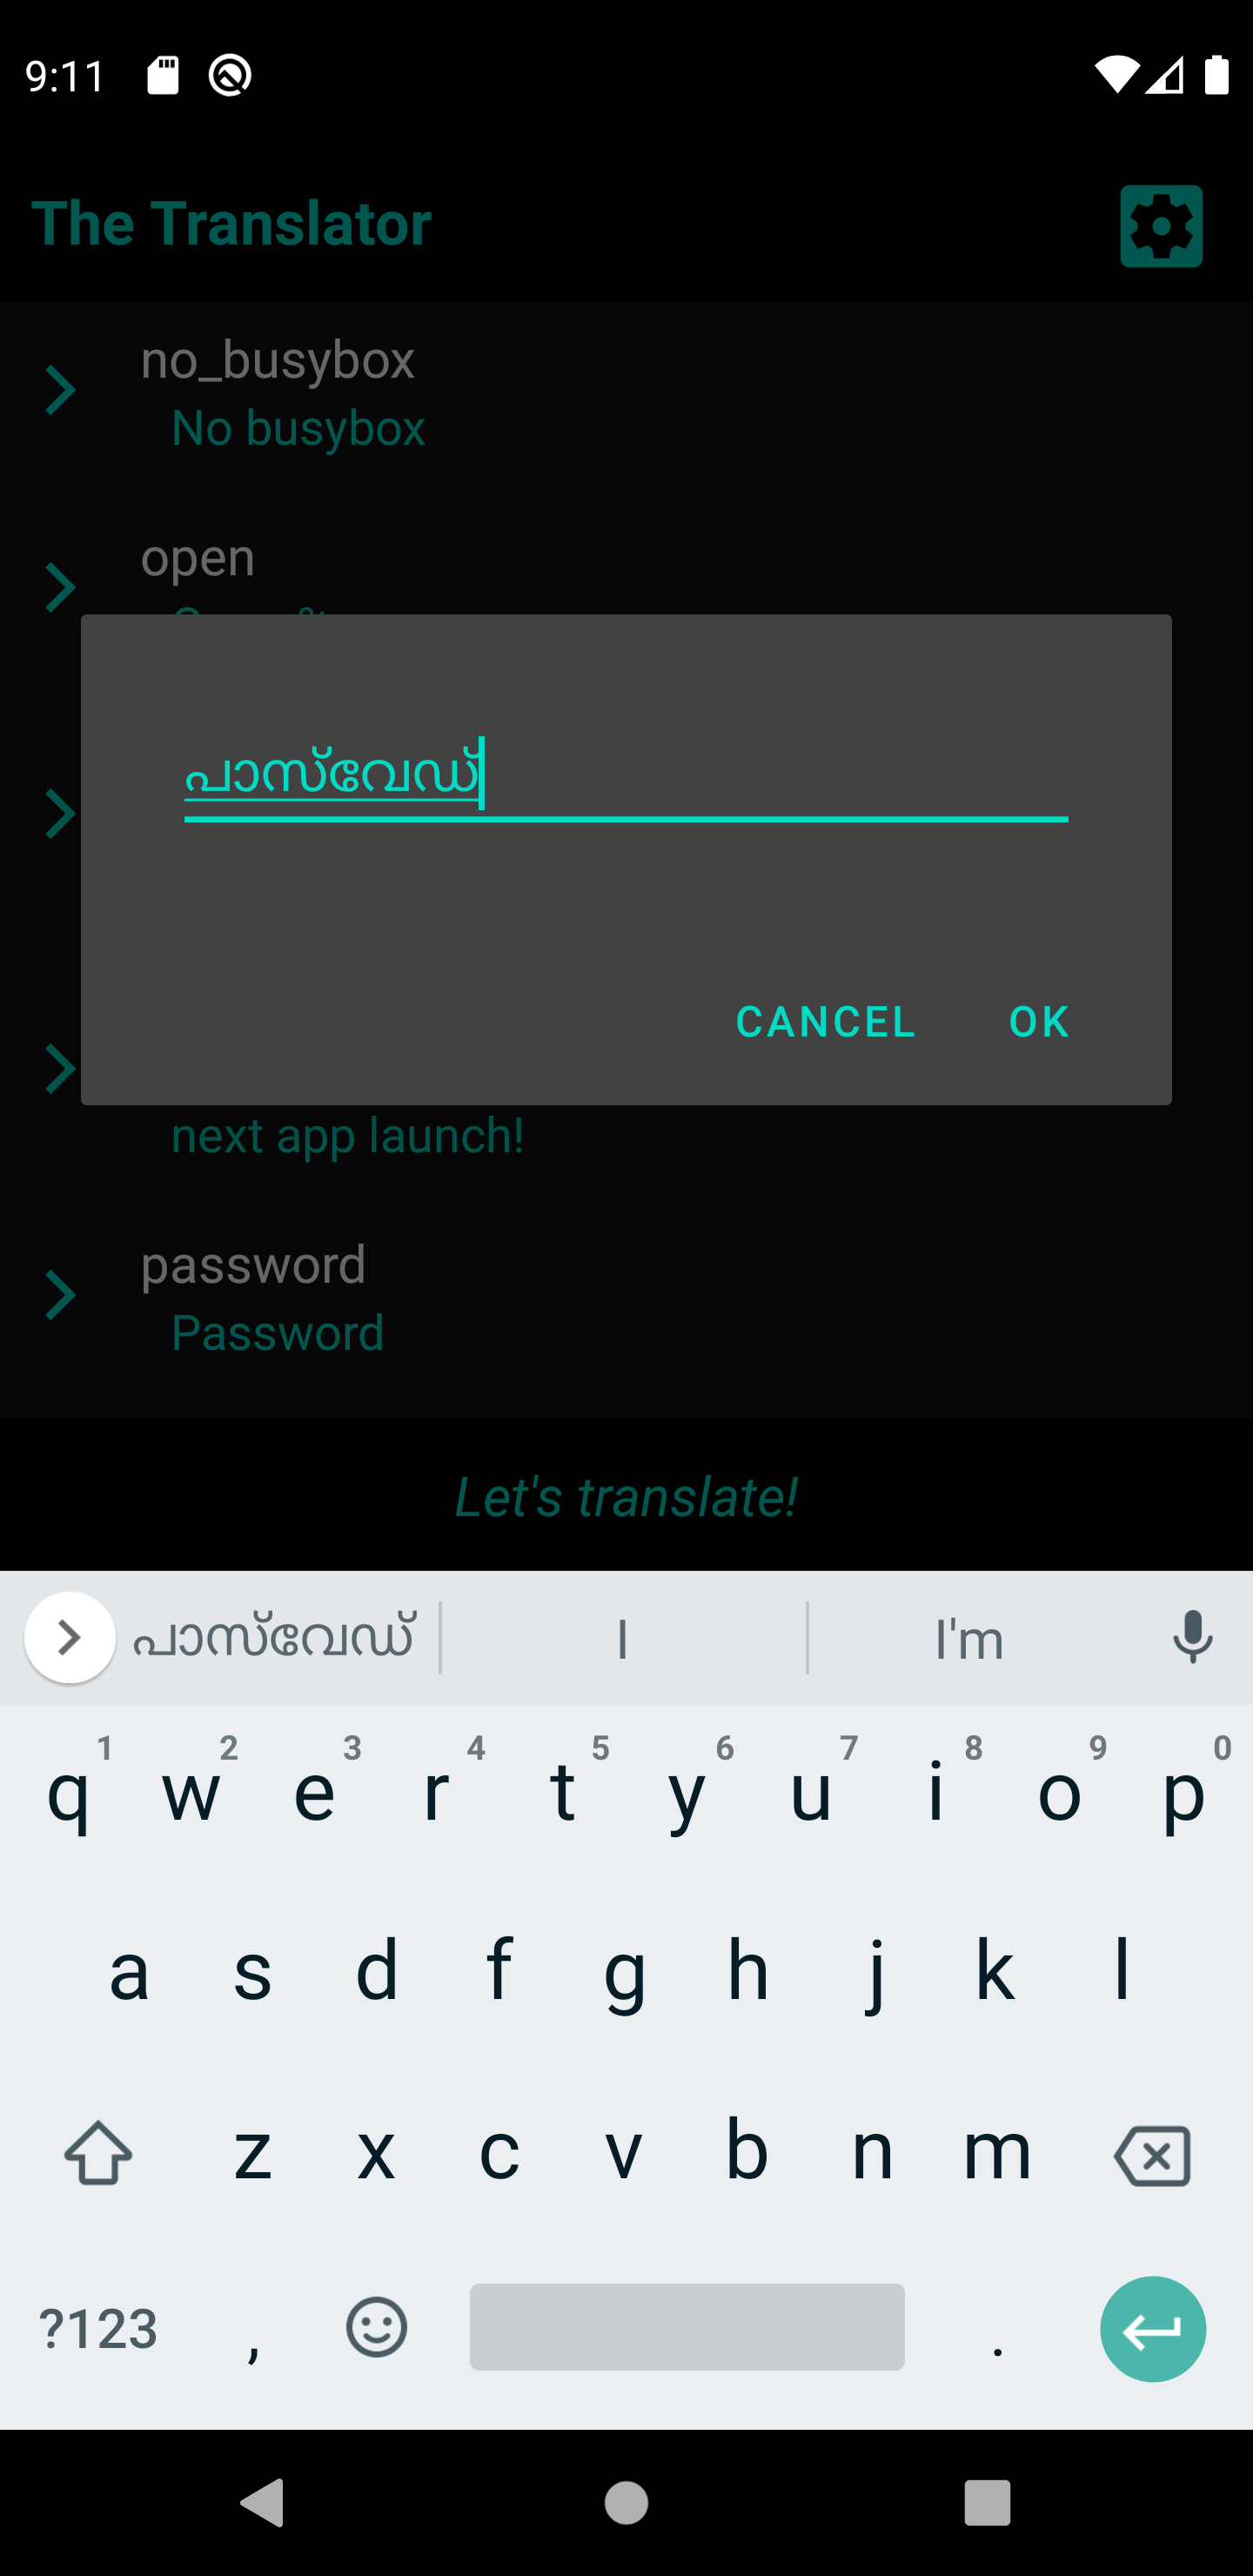 9:11
The Translator
no_busybox
No busybox
open
പാസ്‌വേഡ്
CANCEL OK
next app launch!
password
Password
Let's translate!
പാസ്‌വേഡ് I I'm
1 2 3 4 5 6 7 8 9 0
q w e r t y u i o p
a s d f g h j k l
z x c v b n m
?123 , .